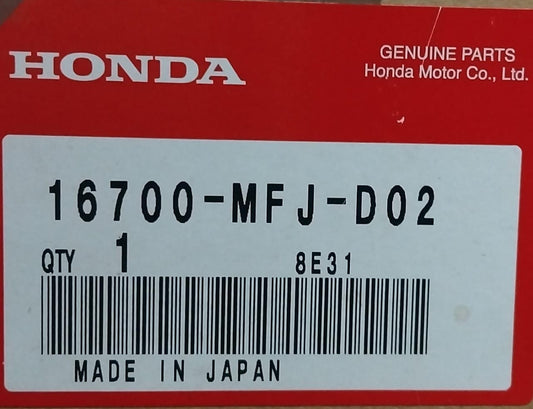 HONDA
GENUINE PARTS
Honda Motor Co., Ltd.
16700-MFJ-D02
QTY 1 8E31
MADE IN JAPAN